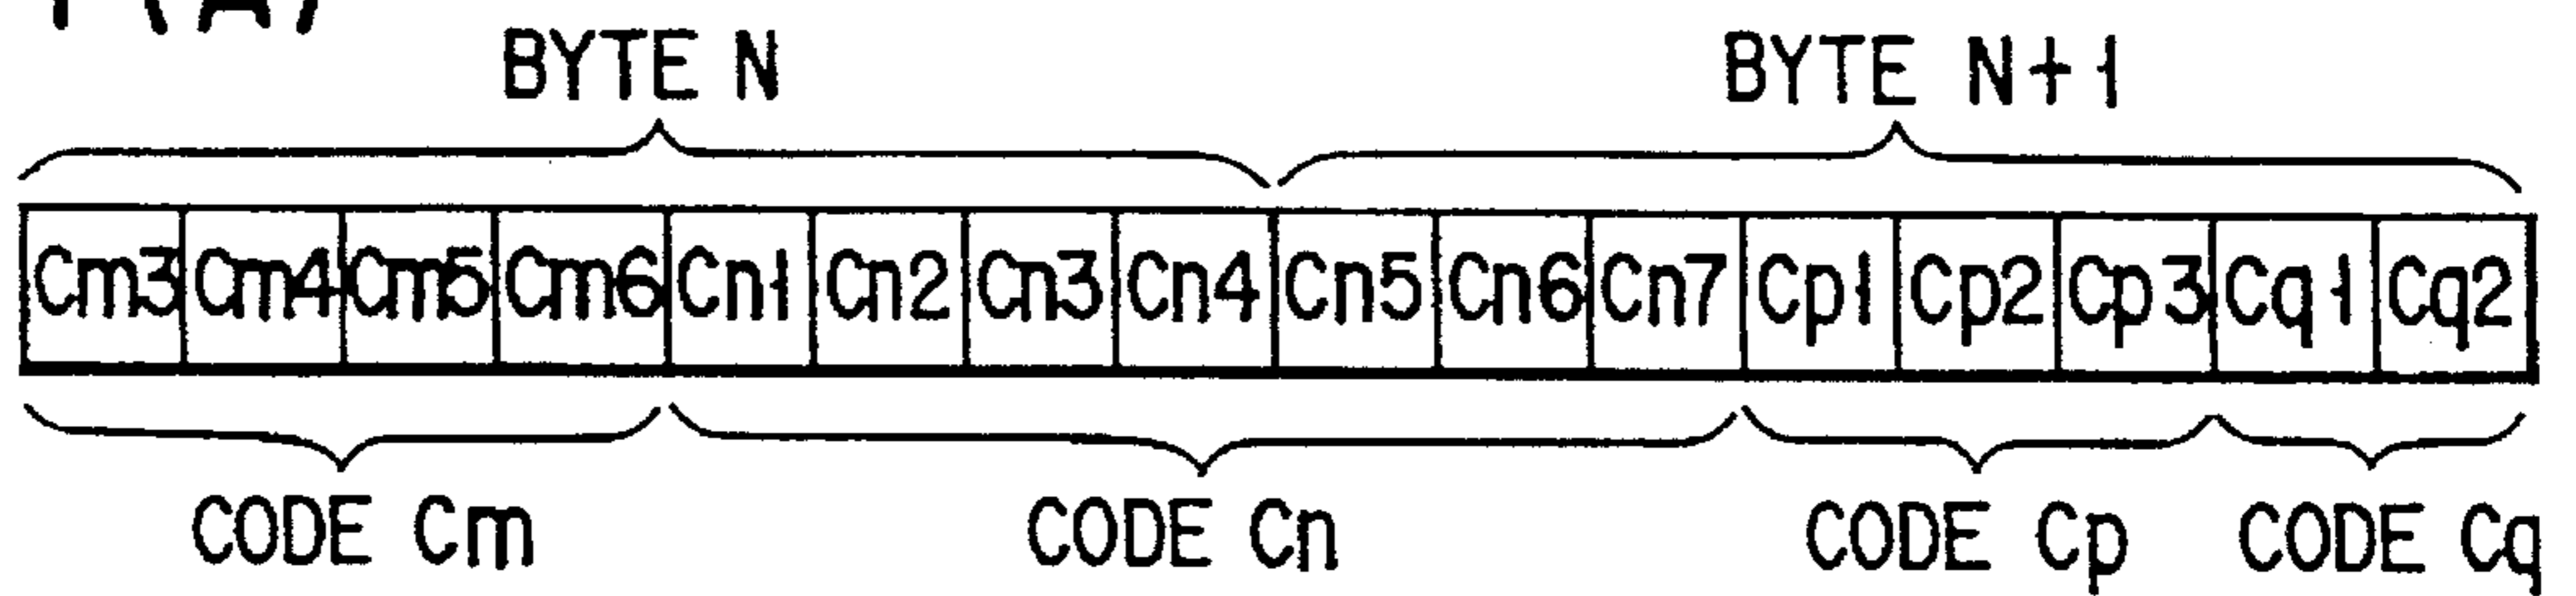 BYTE N BYTE N+1
Cm3 Cm4 Cm5 Cm6 Cn1 Cn2 Cn3 Cn4 Cn5 Cn6 Cn7 Cp1 Cp2 Cp3 Cq1 Cq2
CODE Cm CODE Cn CODE Cp CODE Cq